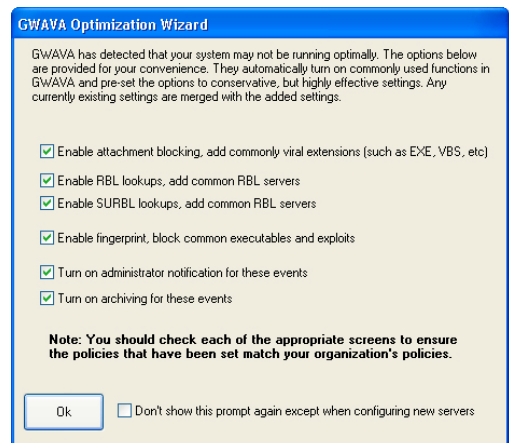 GWAVA Optimization Wizard
GWAVA has detected that your system may not be running optimally. The options below
are provided for your convenience. They automatically turn on commonly used functions in
GWAVA and pre-set the options to conservative, but highly effective settings. Any
currently existing settings are merged with the added settings.
Enable attachment blocking, add commonly viral extensions (such as EXE, VBS, etc)
Enable RBL lookups, add common RBL servers
Enable SURBL lookups, add common RBL servers
Enable fingerprint, block common executables and exploits
Turn on administrator notification for these events
Turn on archiving for these events
Note: You should check each of the appropriate screens to ensure
the policies that have been set match your organization's policies.
Ok
Don't show this prompt again except when configuring new servers